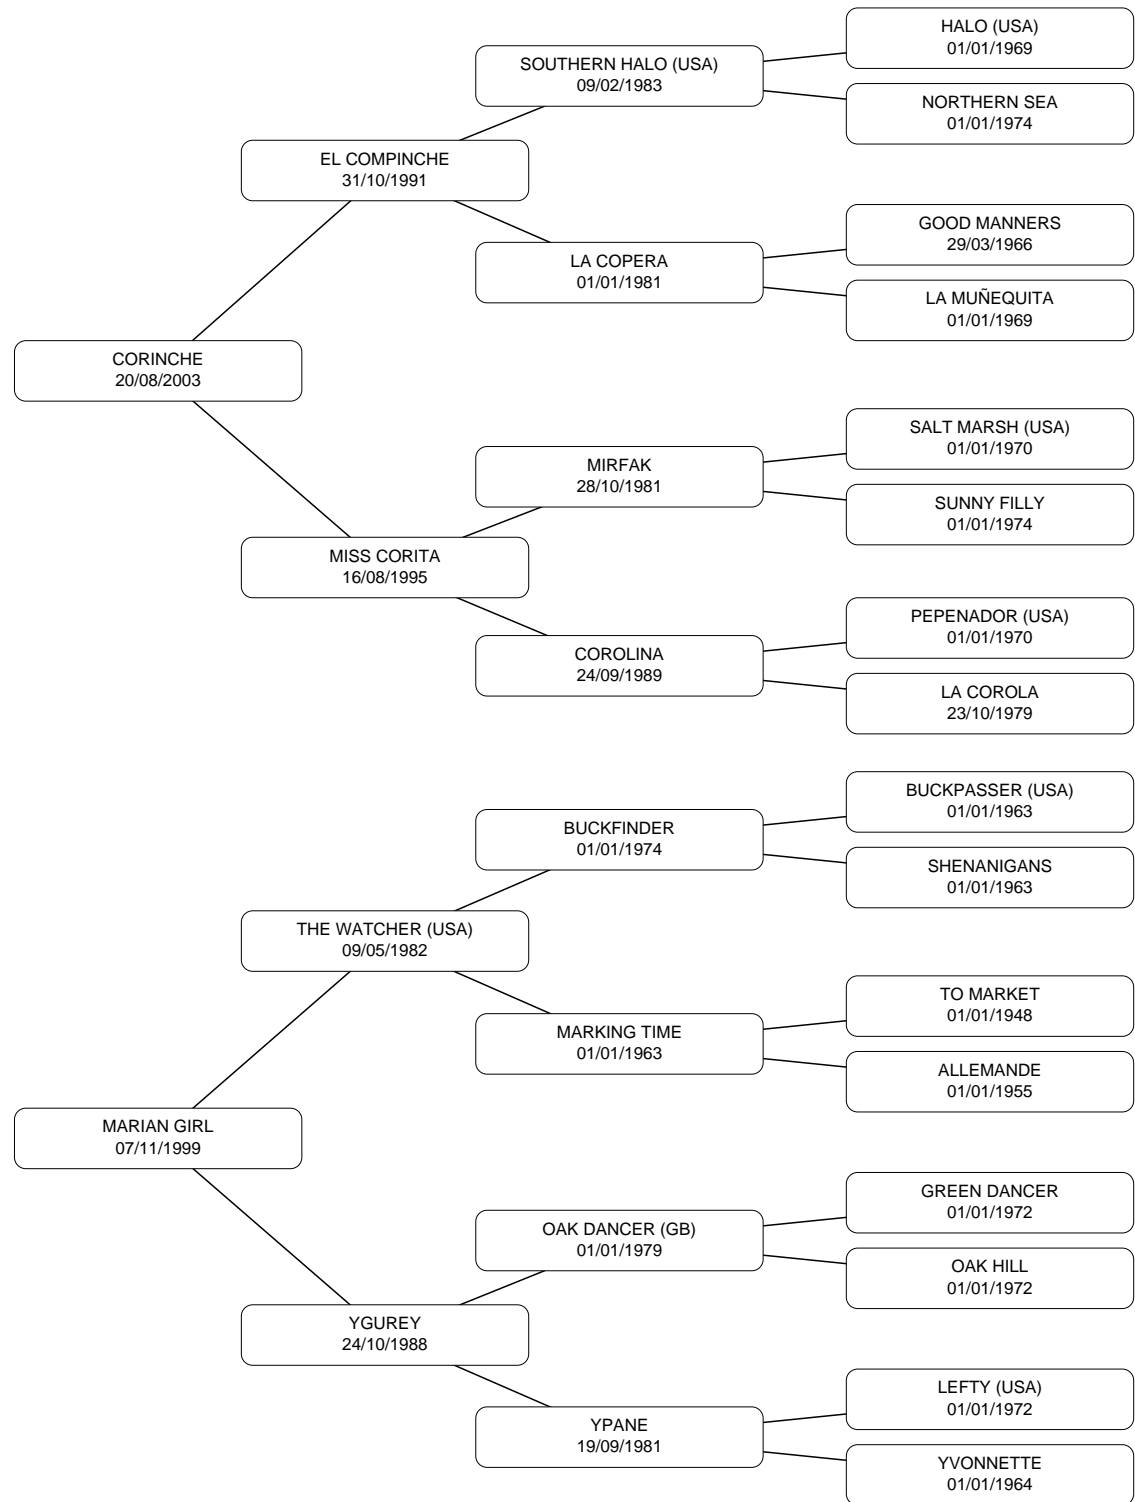 HALO (USA)
01/01/1969
SOUTHERN HALO (USA)
09/02/1983
NORTHERN SEA
01/01/1974
EL COMPINCHE
31/10/1991
GOOD MANNERS
29/03/1966
LA COPERA
01/01/1981
LA MUÑEQUITA
01/01/1969
CORINCHE
20/08/2003
SALT MARSH (USA)
01/01/1970
MIRFAK
28/10/1981
SUNNY FILLY
01/01/1974
MISS CORITA
16/08/1995
PEPENADOR (USA)
01/01/1970
COROLINA
24/09/1989
LA COROLA
23/10/1979
BUCKPASSER (USA)
01/01/1963
BUCKFINDER
01/01/1974
SHENANIGANS
01/01/1963
THE WATCHER (USA)
09/05/1982
TO MARKET
01/01/1948
MARKING TIME
01/01/1963
ALLEMANDE
01/01/1955
MARIAN GIRL
07/11/1999
GREEN DANCER
01/01/1972
OAK DANCER (GB)
01/01/1979
OAK HILL
01/01/1972
YGUREY
24/10/1988
LEFTY (USA)
01/01/1972
YPANE
19/09/1981
YVONNETTE
01/01/1964